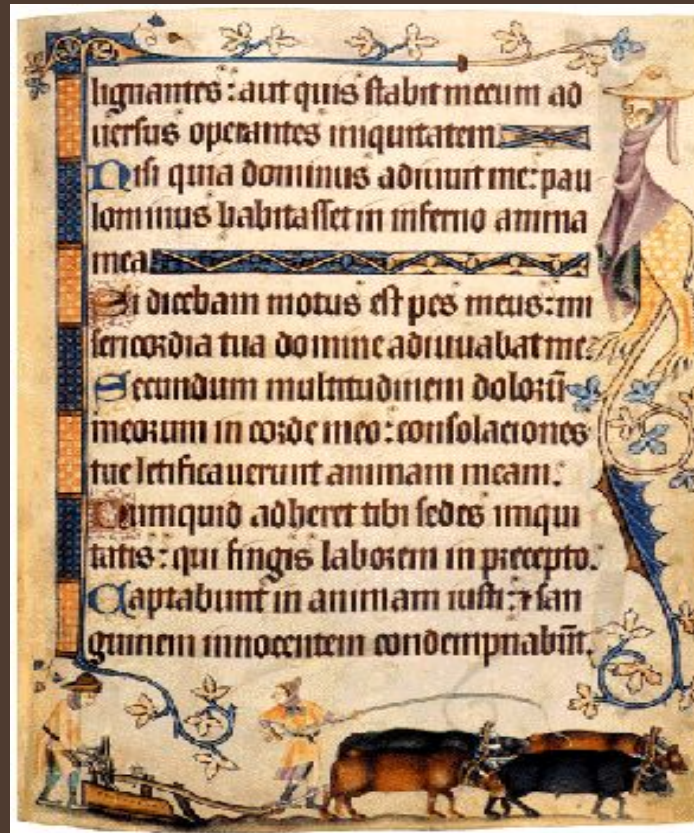 lignantes: aut quis stabit mecum ad
uersus operantes iniquitatem.
Nisi quia dominus adiuuit me: pau
lominus habitasset in inferno anima
mea.
Si dicebam motus est pes meus: mi
sericordia tua domine adiuuabat me.
Secundum multitudinem dolorū
meorum in corde meo: consolaciones
tue letificauerunt animam meam.
Numquid adheret tibi sedes iniqui
tatis: qui fingis laborem in precepto.
Captabunt in animam iusti: ⁊ san
guinem innocentem condempnabūt.